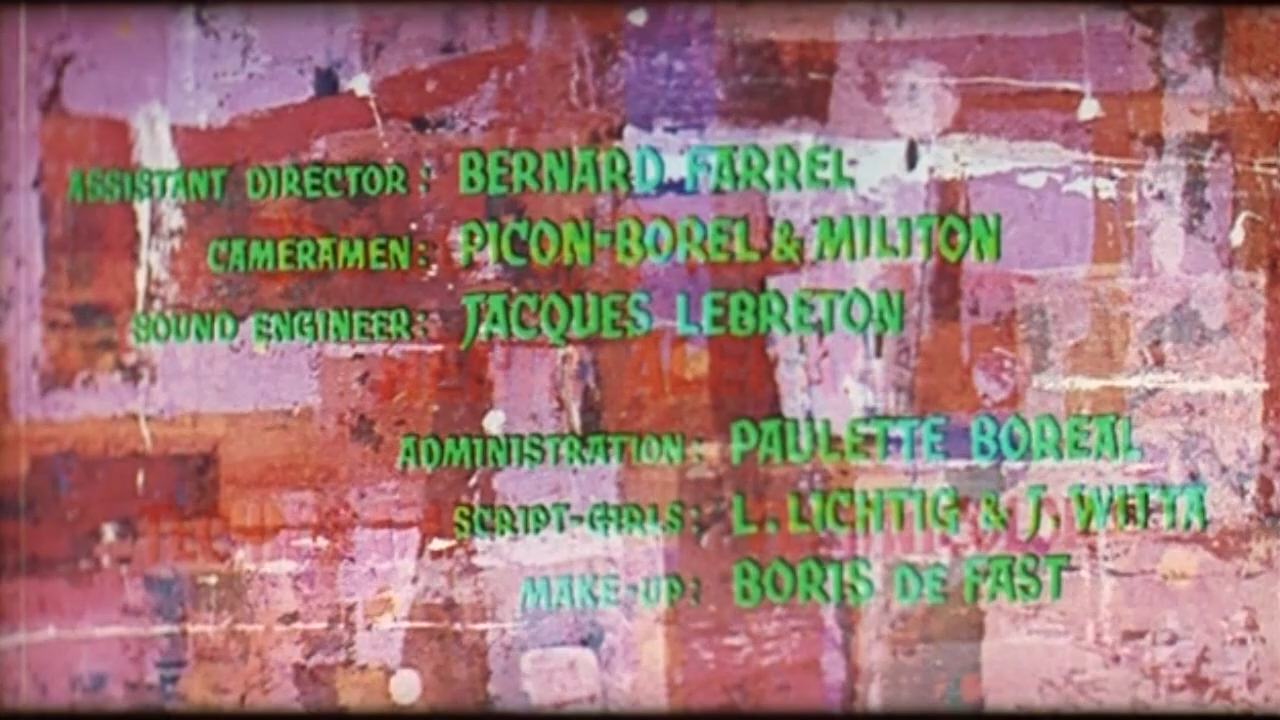 ASSISTANT DIRECTOR: BERNARD FARREL
CAMERAMEN: PICON-BOREL & MILITON
SOUND ENGINEER: JACQUES LEBRETON
ADMINISTRATION: PAULETTE BOREAL
SCRIPT-GIRLS: L. LICHTIG & J. WITTA
MAKE-UP: BORIS DE FAST